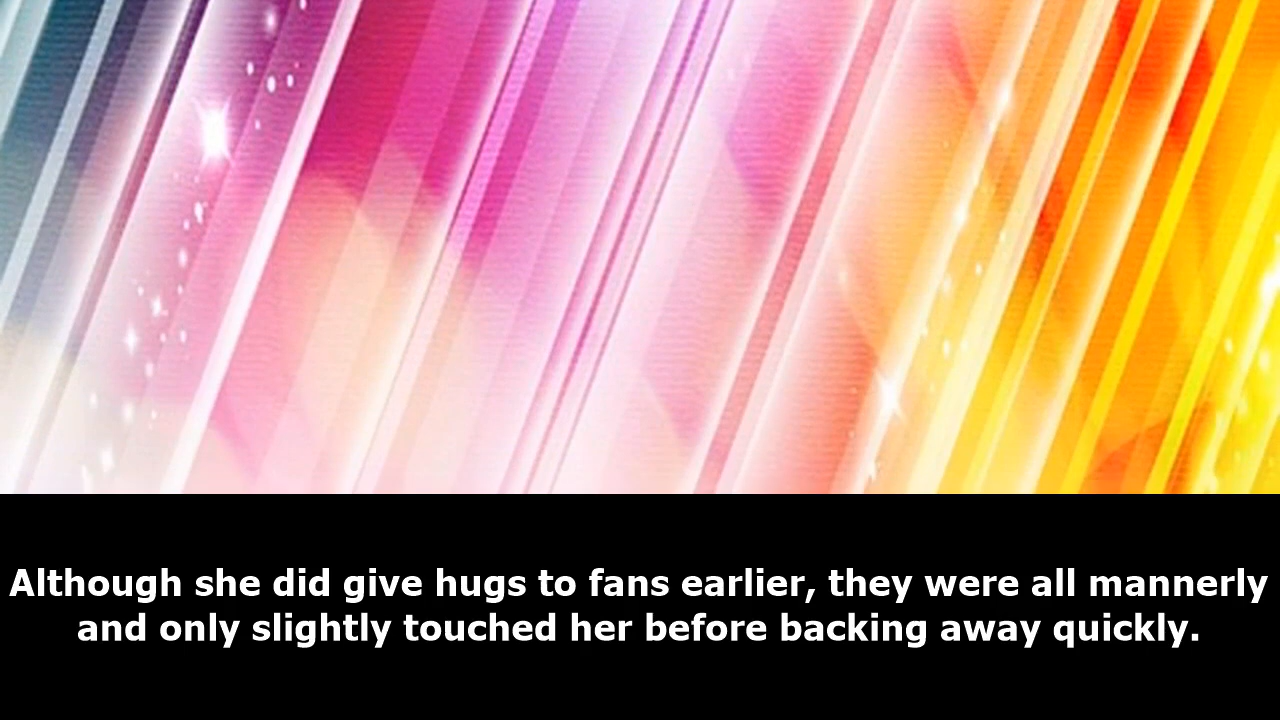 Although she did give hugs to fans earlier, they were all mannerly
and only slightly touched her before backing away quickly.